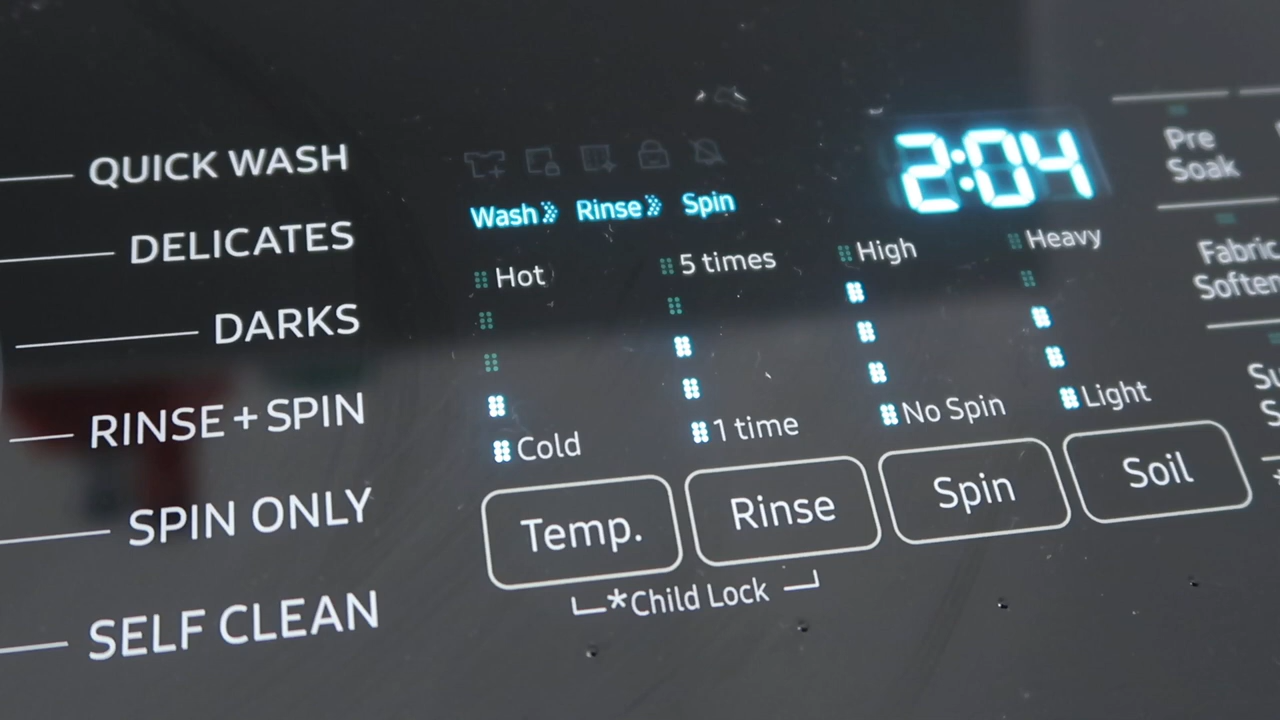 QUICK WASH
DELICATES
DARKS
RINSE + SPIN
SPIN ONLY
SELF CLEAN
Wash Rinse Spin
2:04
Hot
5 times
High
Heavy
Cold
1 time
No Spin
Light
Temp.
Rinse
Spin
Soil
*Child Lock
Pre
Soak
Fabric